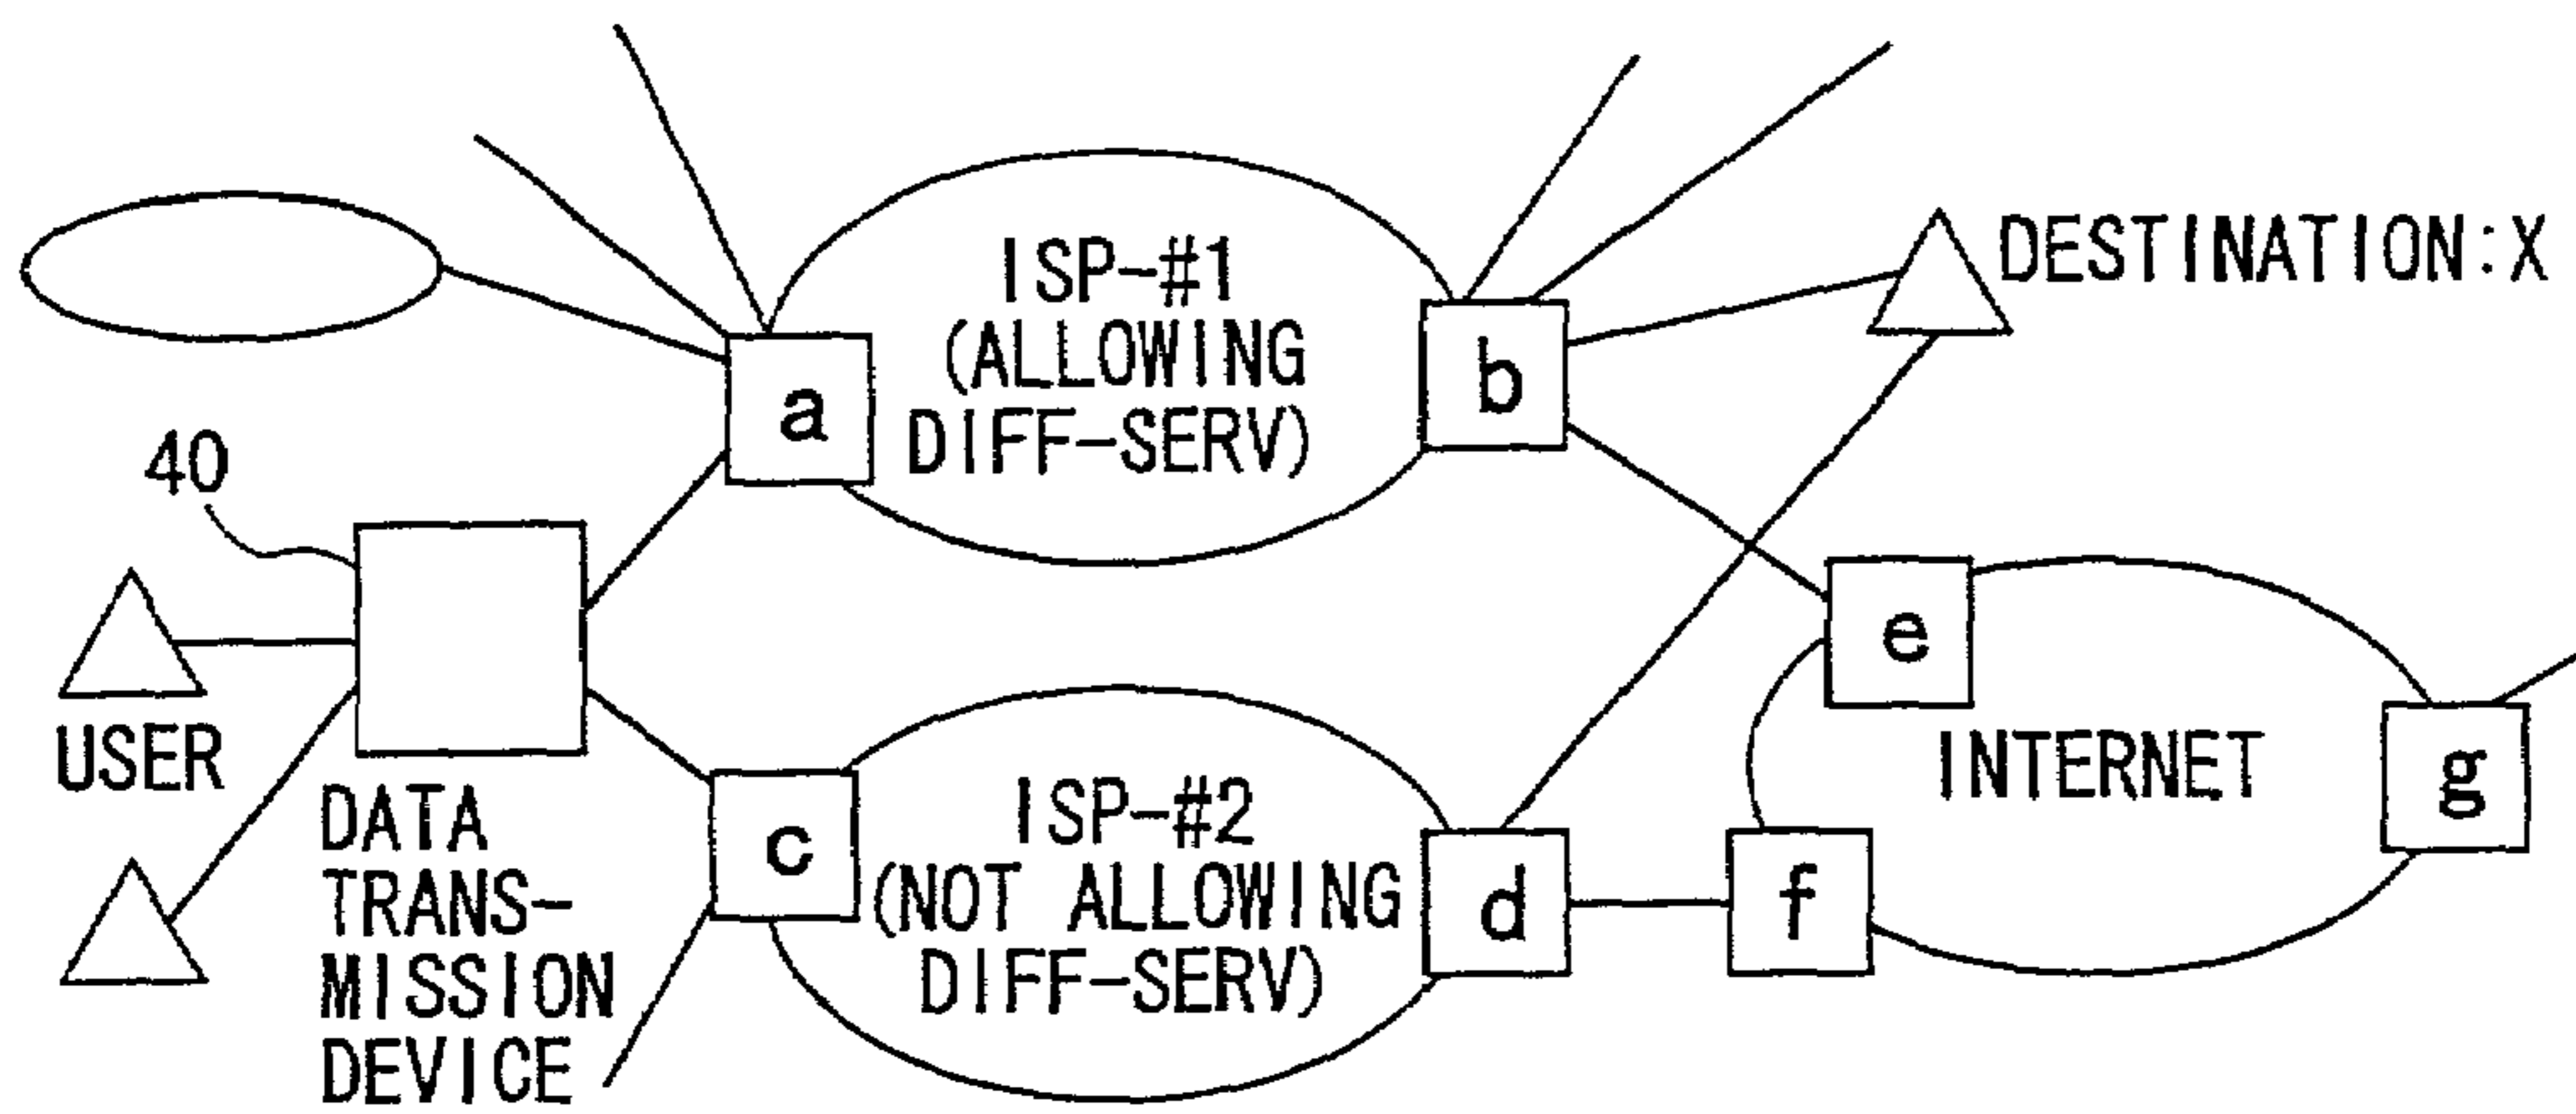 ISP-#1
(ALLOWING
DIFF-SERV)
a
b
DESTINATION:X
40
USER
DATA
TRANS-
MISSION
DEVICE
c
ISP-#2
(NOT ALLOWING
DIFF-SERV)
d
e
INTERNET
f
g